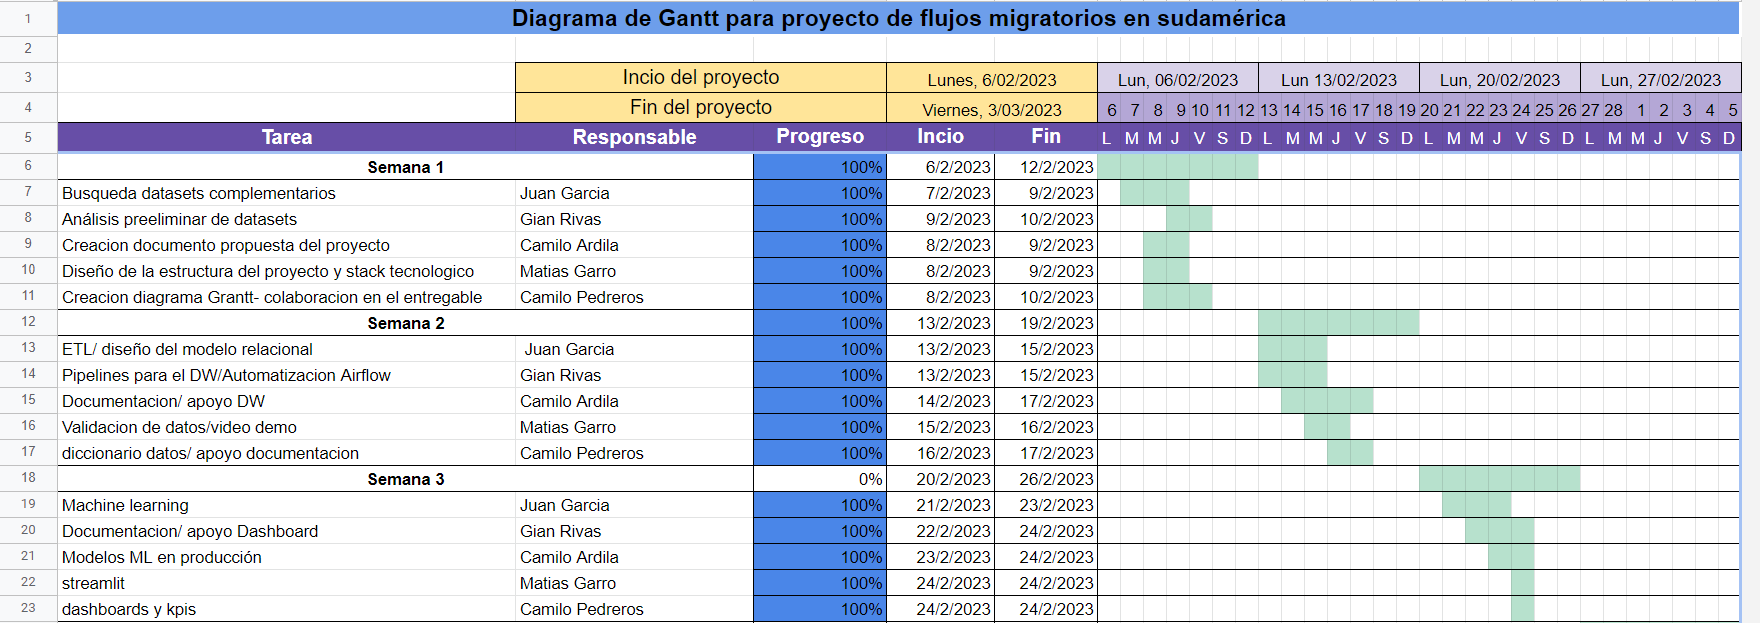 1 Diagrama de Gantt para proyecto de flujos migratorios en sudamérica
2
3 Incio del proyecto Lunes, 6/02/2023 Lun, 06/02/2023 Lun 13/02/2023 Lun, 20/02/2023 Lun, 27/02/2023
4 Fin del proyecto Viernes, 3/03/2023 6 7 8 9 10 11 12 13 14 15 16 17 18 19 20 21 22 23 24 25 26 27 28 1 2 3 4 5
5 Tarea Responsable Progreso Incio Fin L M M J V S D L M M J V S D L M M J V S D L M M J V S D
6 Semana 1 100% 6/2/2023 12/2/2023
7 Busqueda datasets complementarios Juan Garcia 100% 7/2/2023 9/2/2023
8 Análisis preeliminar de datasets Gian Rivas 100% 9/2/2023 10/2/2023
9 Creacion documento propuesta del proyecto Camilo Ardila 100% 8/2/2023 9/2/2023
10 Diseño de la estructura del proyecto y stack tecnologico Matias Garro 100% 8/2/2023 9/2/2023
11 Creacion diagrama Grantt- colaboracion en el entregable Camilo Pedreros 100% 8/2/2023 10/2/2023
12 Semana 2 100% 13/2/2023 19/2/2023
13 ETL/ diseño del modelo relacional Juan Garcia 100% 13/2/2023 15/2/2023
14 Pipelines para el DW/Automatizacion Airflow Gian Rivas 100% 13/2/2023 15/2/2023
15 Documentacion/ apoyo DW Camilo Ardila 100% 14/2/2023 17/2/2023
16 Validacion de datos/video demo Matias Garro 100% 15/2/2023 16/2/2023
17 diccionario datos/ apoyo documentacion Camilo Pedreros 100% 16/2/2023 17/2/2023
18 Semana 3 0% 20/2/2023 26/2/2023
19 Machine learning Juan Garcia 100% 21/2/2023 23/2/2023
20 Documentacion/ apoyo Dashboard Gian Rivas 100% 22/2/2023 24/2/2023
21 Modelos ML en producción Camilo Ardila 100% 23/2/2023 24/2/2023
22 streamlit Matias Garro 100% 24/2/2023 24/2/2023
23 dashboards y kpis Camilo Pedreros 100% 24/2/2023 24/2/2023